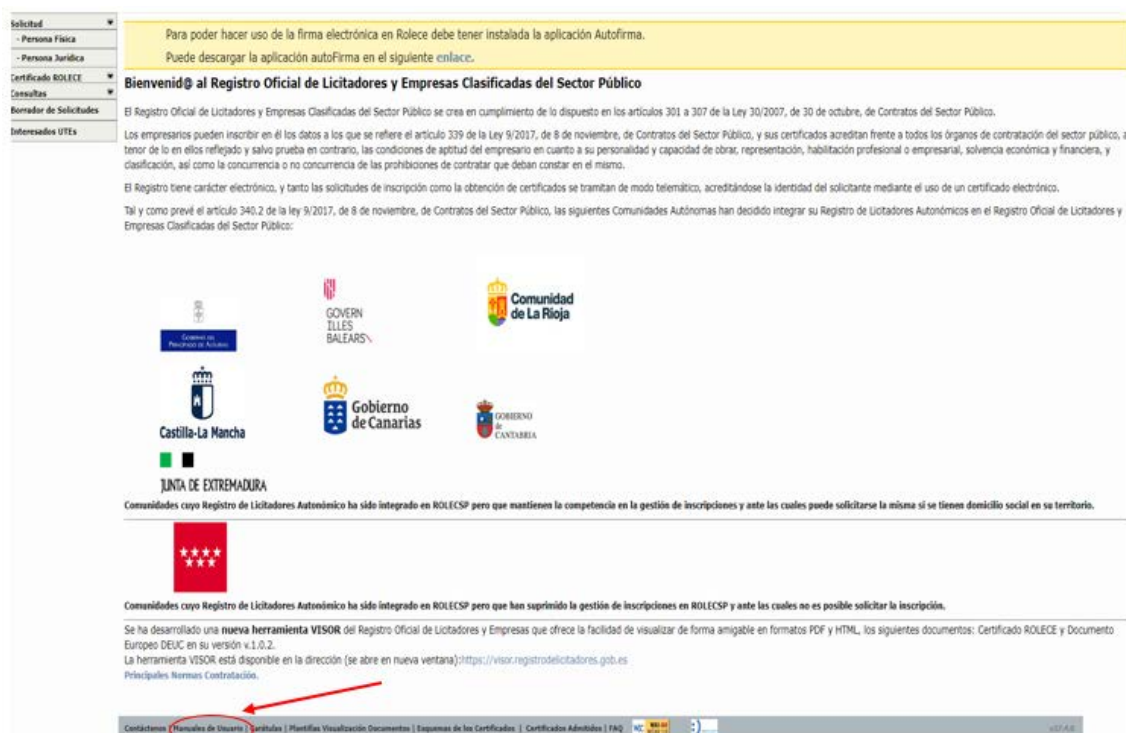 Solicitud
- Persona Física
- Persona Jurídica
Certificado ROLECE
Consultas
Borrador de Solicitudes
Interesados UTEs
Para poder hacer uso de la firma electrónica en Rolece debe tener instalada la aplicación Autofirma.
Puede descargar la aplicación autoFirma en el siguiente enlace.
Bienvenid@ al Registro Oficial de Licitadores y Empresas Clasificadas del Sector Público
El Registro Oficial de Licitadores y Empresas Clasificadas del Sector Público se crea en cumplimiento de lo dispuesto en los artículos 301 a 307 de la Ley 30/2007, de 30 de octubre, de Contratos del Sector Público.
Los empresarios pueden inscribir en él los datos a los que se refiere el artículo 339 de la Ley 9/2017, de 8 de noviembre, de Contratos del Sector Público, y sus certificados acreditan frente a todos los órganos de contratación del sector público, a
tenor de lo en ellos reflejado y salvo prueba en contrario, las condiciones de aptitud del empresario en cuanto a su personalidad y capacidad de obrar, representación, habilitación profesional o empresarial, solvencia económica y financiera, y
clasificación, así como la concurrencia o no concurrencia de las prohibiciones de contratar que deban constar en el mismo.
El Registro tiene carácter electrónico, y tanto las solicitudes de inscripción como la obtención de certificados se tramitan de modo telemático, acreditándose la identidad del solicitante mediante el uso de un certificado electrónico.
Tal y como prevé el artículo 340.2 de la ley 9/2017, de 8 de noviembre, de Contratos del Sector Público, las siguientes Comunidades Autónomas han decidido integrar su Registro de Licitadores Autonómicos en el Registro Oficial de Licitadores y
Empresas Clasificadas del Sector Público:
GOBIERNO DEL
PRINCIPADO DE ASTURIAS
GOVERN
ILLES
BALEARS
Comunidad
de La Rioja
Castilla-La Mancha
Gobierno
de Canarias
GOBIERNO
de
CANTABRIA
JUNTA DE EXTREMADURA
Comunidades cuyo Registro de Licitadores Autonómico ha sido integrado en ROLECSP pero que mantienen la competencia en la gestión de inscripciones y ante las cuales puede solicitarse la misma si se tienen domicilio social en su territorio.
Comunidades cuyo Registro de Licitadores Autonómico ha sido integrado en ROLECSP pero que han suprimido la gestión de inscripciones en ROLECSP y ante las cuales no es posible solicitar la inscripción.
Se ha desarrollado una nueva herramienta VISOR del Registro Oficial de Licitadores y Empresas que ofrece la facilidad de visualizar de forma amigable en formatos PDF y HTML, los siguientes documentos: Certificado ROLECE y Documento
Europeo DEUC en su versión v.1.0.2.
La herramienta VISOR está disponible en la dirección (se abre en nueva ventana):https://visor.registrodelicitadores.gob.es
Principales Normas Contratación.
Contáctenos | Manuales de Usuario | Carátulas | Plantillas Visualización Documentos | Esquemas de los Certificados | Certificados Admitidos | FAQ